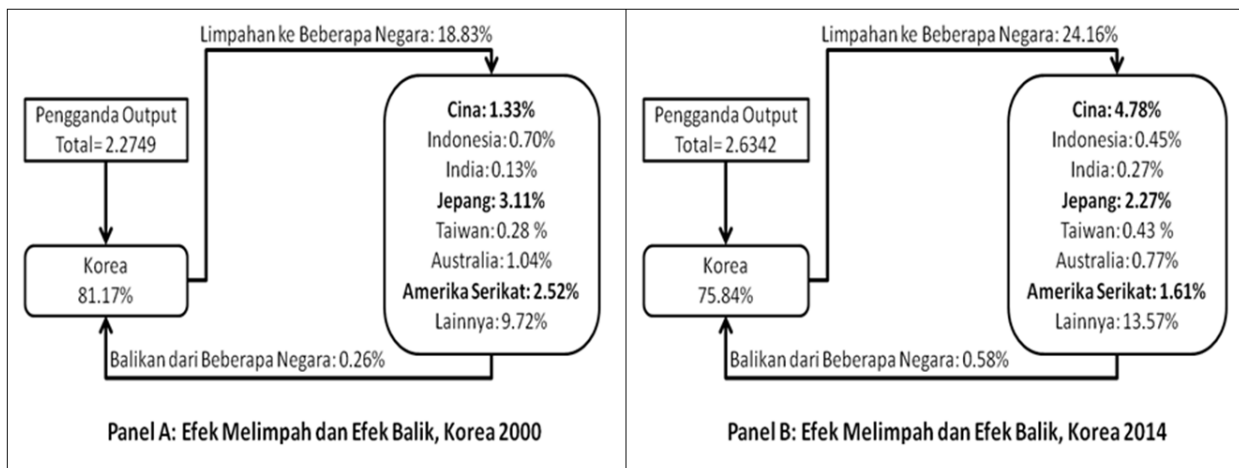 Limpahan ke Beberapa Negara: 18.83%
Pengganda Output
Total= 2.2749
Korea
81.17%
Cina: 1.33%
Indonesia: 0.70%
India: 0.13%
Jepang: 3.11%
Taiwan: 0.28 %
Australia: 1.04%
Amerika Serikat: 2.52%
Lainnya: 9.72%
Balikan dari Beberapa Negara: 0.26%
Panel A: Efek Melimpah dan Efek Balik, Korea 2000
Limpahan ke Beberapa Negara: 24.16%
Pengganda Output
Total= 2.6342
Korea
75.84%
Cina: 4.78%
Indonesia: 0.45%
India: 0.27%
Jepang: 2.27%
Taiwan: 0.43 %
Australia: 0.77%
Amerika Serikat: 1.61%
Lainnya: 13.57%
Balikan dari Beberapa Negara: 0.58%
Panel B: Efek Melimpah dan Efek Balik, Korea 2014